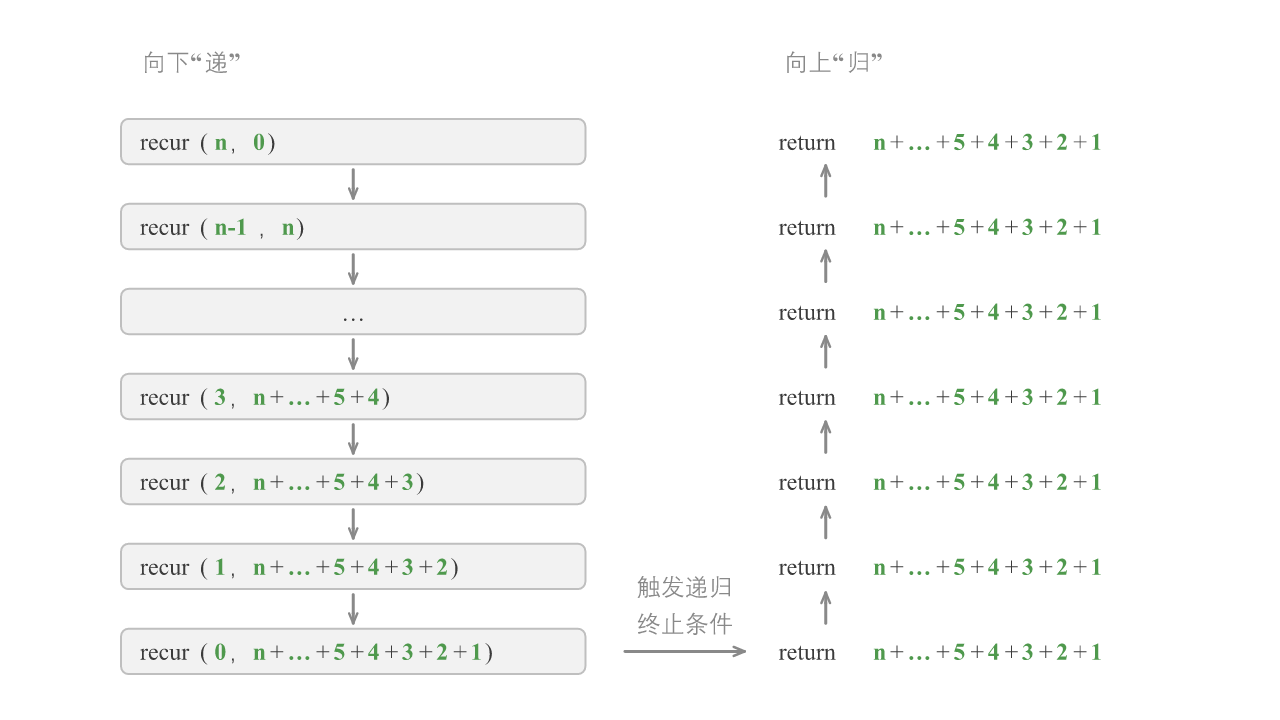 向下“递”
recur ( n, 0)
recur ( n-1 , n)
…
recur ( 3, n+…+5+4)
recur ( 2, n+…+5+4+3)
recur ( 1, n+…+5+4+3+2)
recur ( 0, n+…+5+4+3+2+1)
触发递归
终止条件
向上“归”
return n+…+5+4+3+2+1
return n+…+5+4+3+2+1
return n+…+5+4+3+2+1
return n+…+5+4+3+2+1
return n+…+5+4+3+2+1
return n+…+5+4+3+2+1
return n+…+5+4+3+2+1